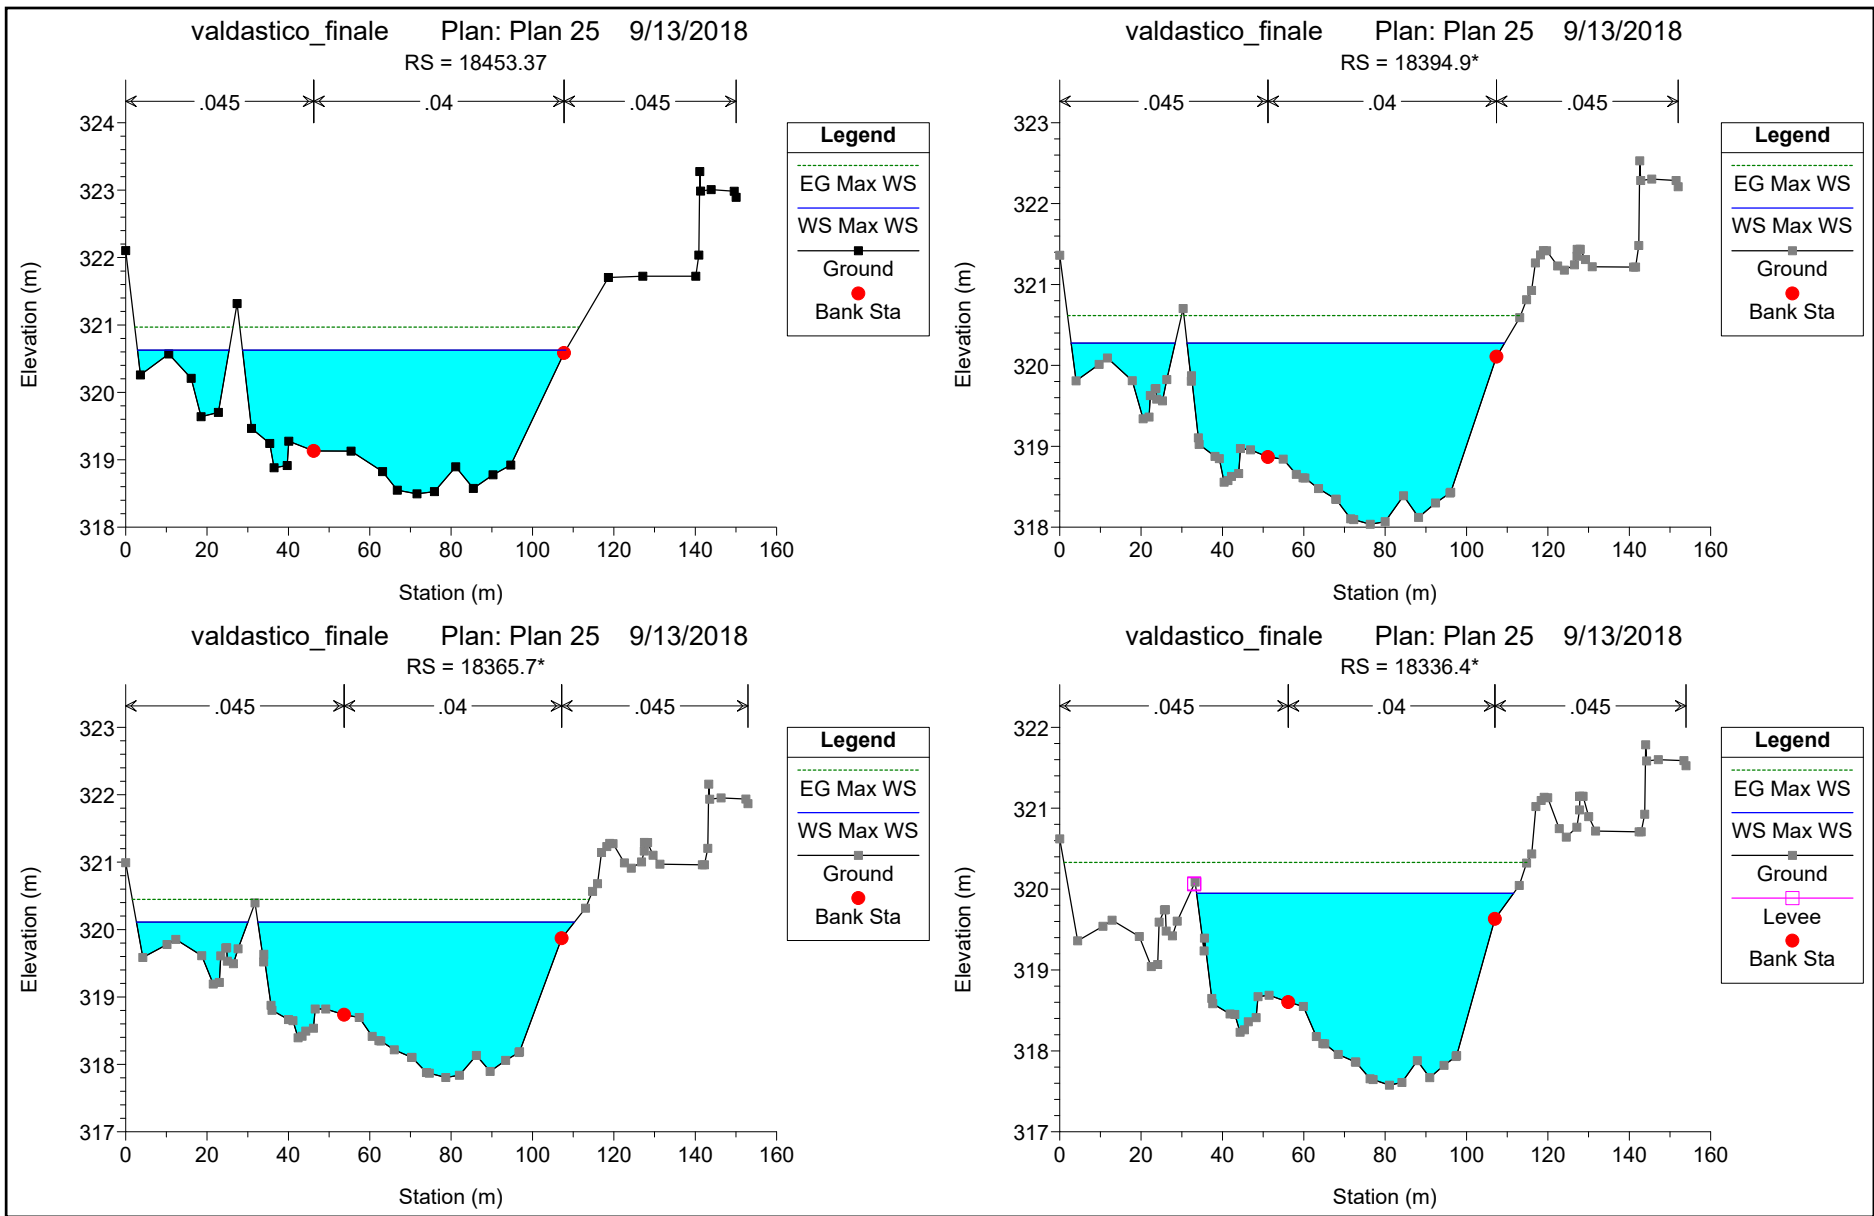 valdastico_finale Plan: Plan 25 9/13/2018
RS = 18453.37
.045 .04 .045
324
323
322
321
320
319
318
0 20 40 60 80 100 120 140 160
Elevation (m)
Station (m)
Legend
EG Max WS
WS Max WS
Ground
Bank Sta
valdastico_finale Plan: Plan 25 9/13/2018
RS = 18394.9*
.045 .04 .045
323
322
321
320
319
318
0 20 40 60 80 100 120 140 160
Elevation (m)
Station (m)
Legend
EG Max WS
WS Max WS
Ground
Bank Sta
valdastico_finale Plan: Plan 25 9/13/2018
RS = 18365.7*
.045 .04 .045
323
322
321
320
319
318
317
0 20 40 60 80 100 120 140 160
Elevation (m)
Station (m)
Legend
EG Max WS
WS Max WS
Ground
Bank Sta
valdastico_finale Plan: Plan 25 9/13/2018
RS = 18336.4*
.045 .04 .045
322
321
320
319
318
317
0 20 40 60 80 100 120 140 160
Elevation (m)
Station (m)
Legend
EG Max WS
WS Max WS
Ground
Levee
Bank Sta